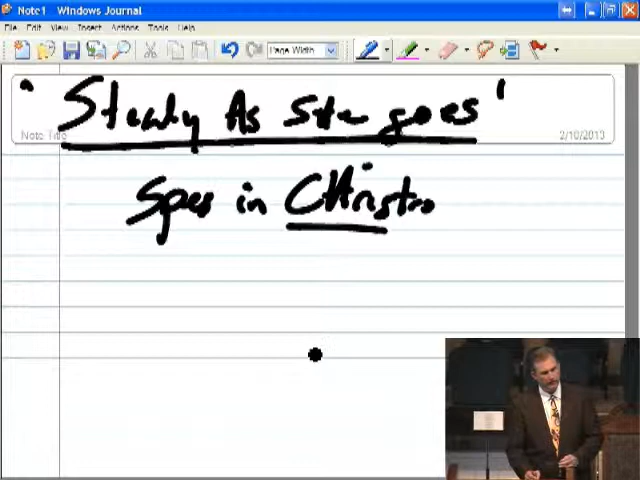 Note1 - Windows Journal
File Edit View Insert Actions Tools Help
Page Width
" Steady As She goes "
Note Title 2/10/2013
Spes in CHristo